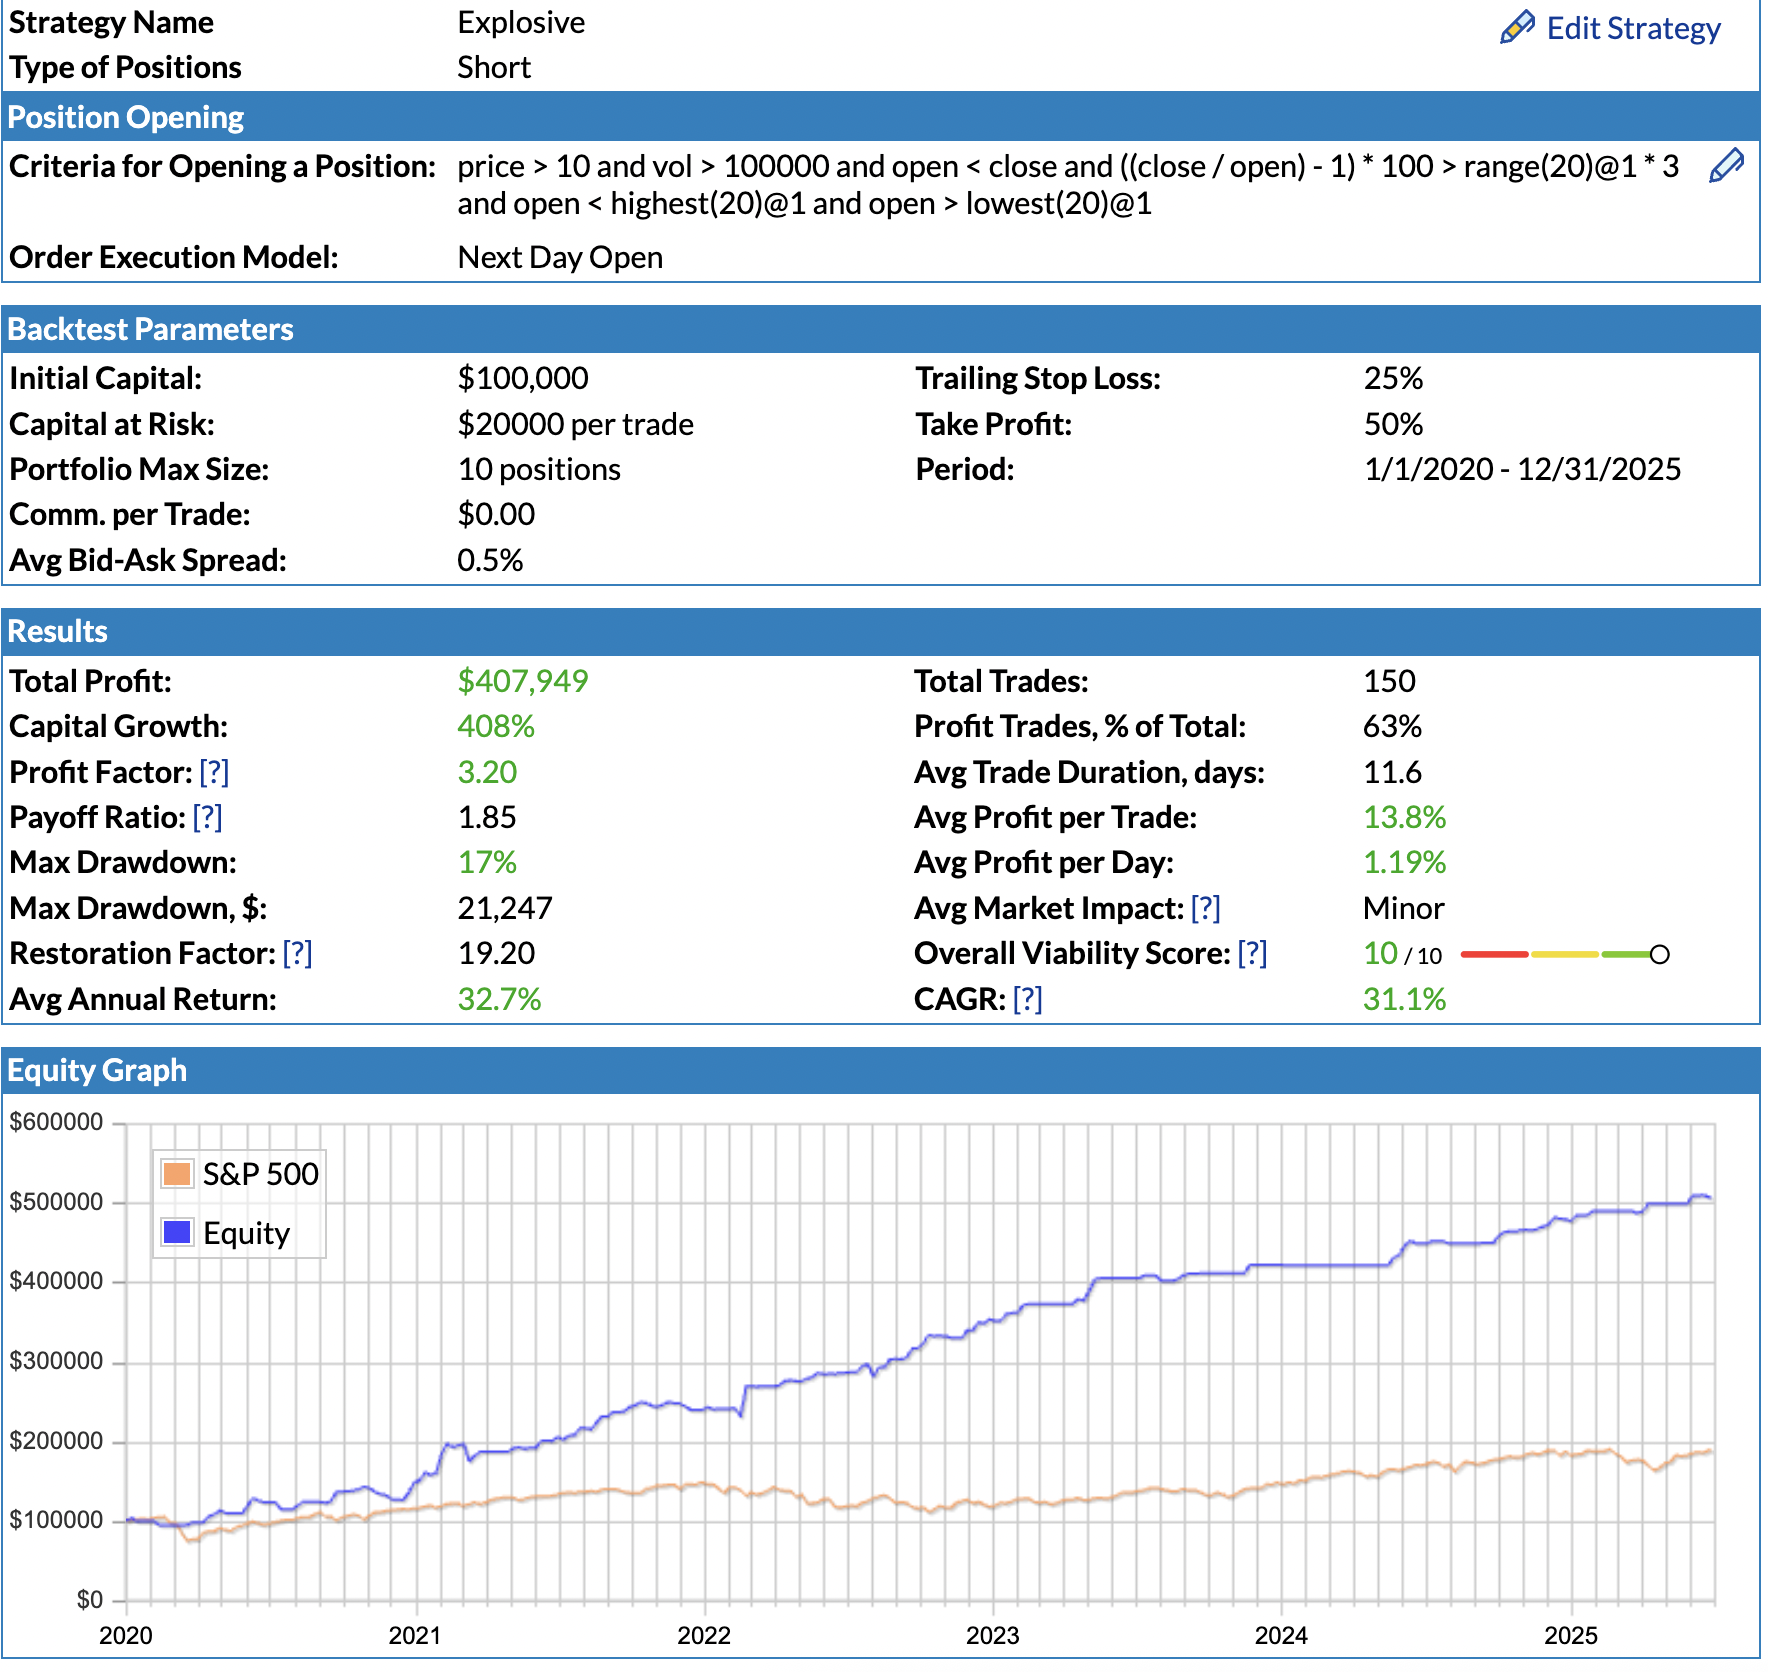 Strategy Name Explosive Edit Strategy
Type of Positions Short
Position Opening
Criteria for Opening a Position: price > 10 and vol > 100000 and open < close and ((close / open) - 1) * 100 > range(20)@1 * 3
and open < highest(20)@1 and open > lowest(20)@1
Order Execution Model: Next Day Open
Backtest Parameters
Initial Capital: $100,000 Trailing Stop Loss: 25%
Capital at Risk: $20000 per trade Take Profit: 50%
Portfolio Max Size: 10 positions Period: 1/1/2020 - 12/31/2025
Comm. per Trade: $0.00
Avg Bid-Ask Spread: 0.5%
Results
Total Profit: $407,949 Total Trades: 150
Capital Growth: 408% Profit Trades, % of Total: 63%
Profit Factor: [?] 3.20 Avg Trade Duration, days: 11.6
Payoff Ratio: [?] 1.85 Avg Profit per Trade: 13.8%
Max Drawdown: 17% Avg Profit per Day: 1.19%
Max Drawdown, $: 21,247 Avg Market Impact: [?] Minor
Restoration Factor: [?] 19.20 Overall Viability Score: [?] 10 / 10
Avg Annual Return: 32.7% CAGR: [?] 31.1%
Equity Graph
$600000
S&P 500
$500000
Equity
$400000
$300000
$200000
$100000
$0
2020 2021 2022 2023 2024 2025